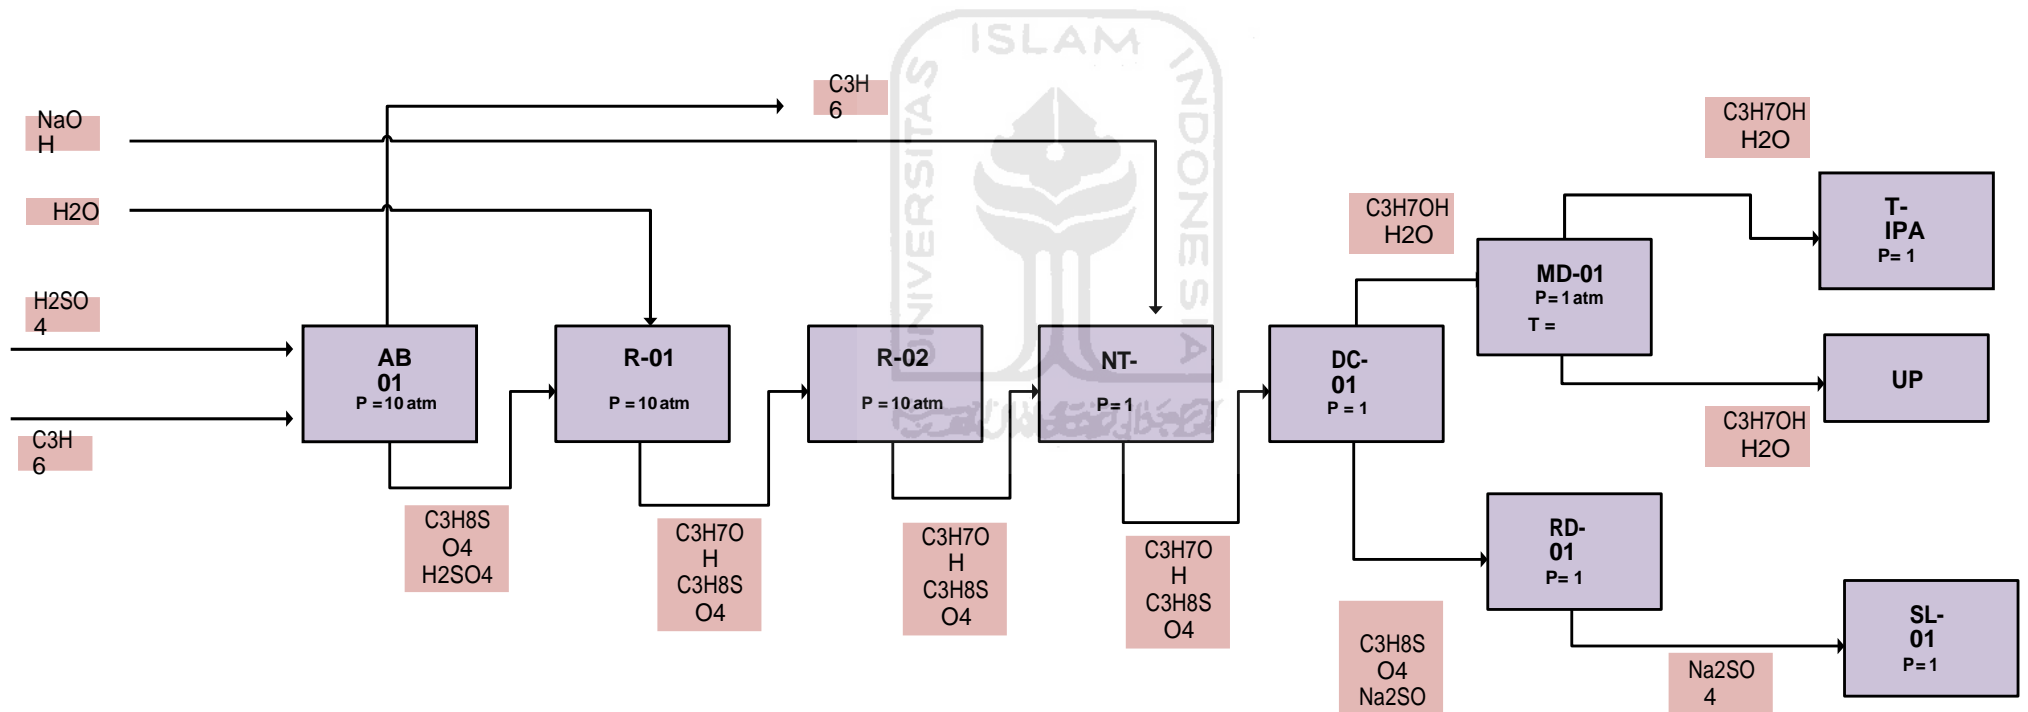 ISLAM
UNIVERSITAS
INDONESIA
C3H
6
NaO
H
H2O
H2SO
4
C3H
6
AB
01
P = 10 atm
R-01
P = 10 atm
R-02
P = 10 atm
NT-
P= 1
DC-
01
P = 1
C3H7OH
H2O
MD-01
P = 1 atm
T =
C3H7OH
H2O
T-
IPA
P= 1
UP
C3H7OH
H2O
RD-
01
P= 1
SL-
01
P= 1
C3H8S
O4
H2SO4
C3H7O
H
C3H8S
O4
C3H7O
H
C3H8S
O4
C3H7O
H
C3H8S
O4
C3H8S
O4
Na2SO
Na2SO
4